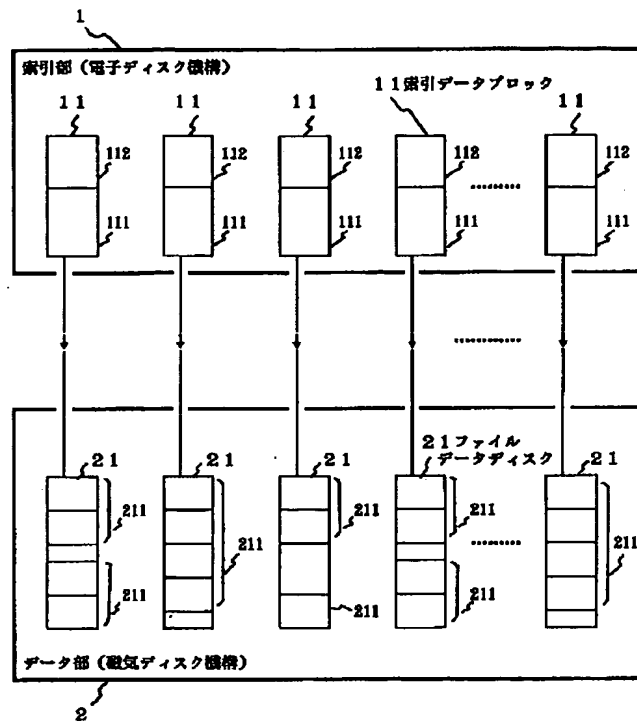 1
索引部（電子ディスク機構）
11 11 11 11索引データブロック 11
112 112 112 112 112
………
111 111 111 111 111
………
21 21 21 21ファイル 21
データディスク
211 211 211
211 211
………
211 211 211 211
データ部（磁気ディスク機構）
2